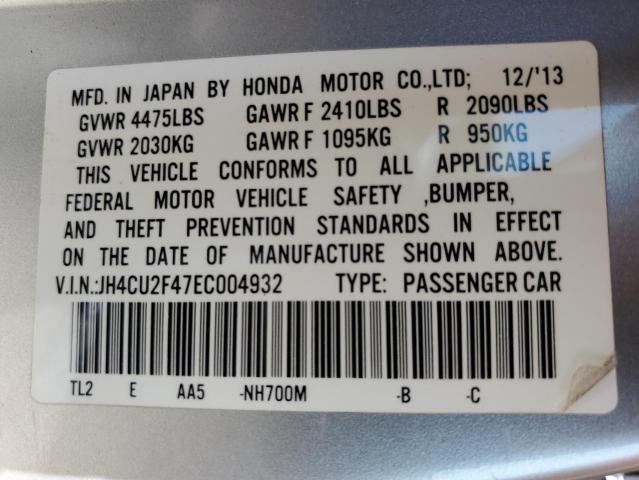 MFD. IN JAPAN BY HONDA MOTOR CO.,LTD; 12/'13
GVWR 4475LBS GAWR F 2410LBS R 2090LBS
GVWR 2030KG GAWR F 1095KG R 950KG
THIS VEHICLE CONFORMS TO ALL APPLICABLE
FEDERAL MOTOR VEHICLE SAFETY ,BUMPER,
AND THEFT PREVENTION STANDARDS IN EFFECT
ON THE DATE OF MANUFACTURE SHOWN ABOVE.
V.I.N.:JH4CU2F47EC004932 TYPE: PASSENGER CAR
TL2 E AA5 -NH700M -B -C